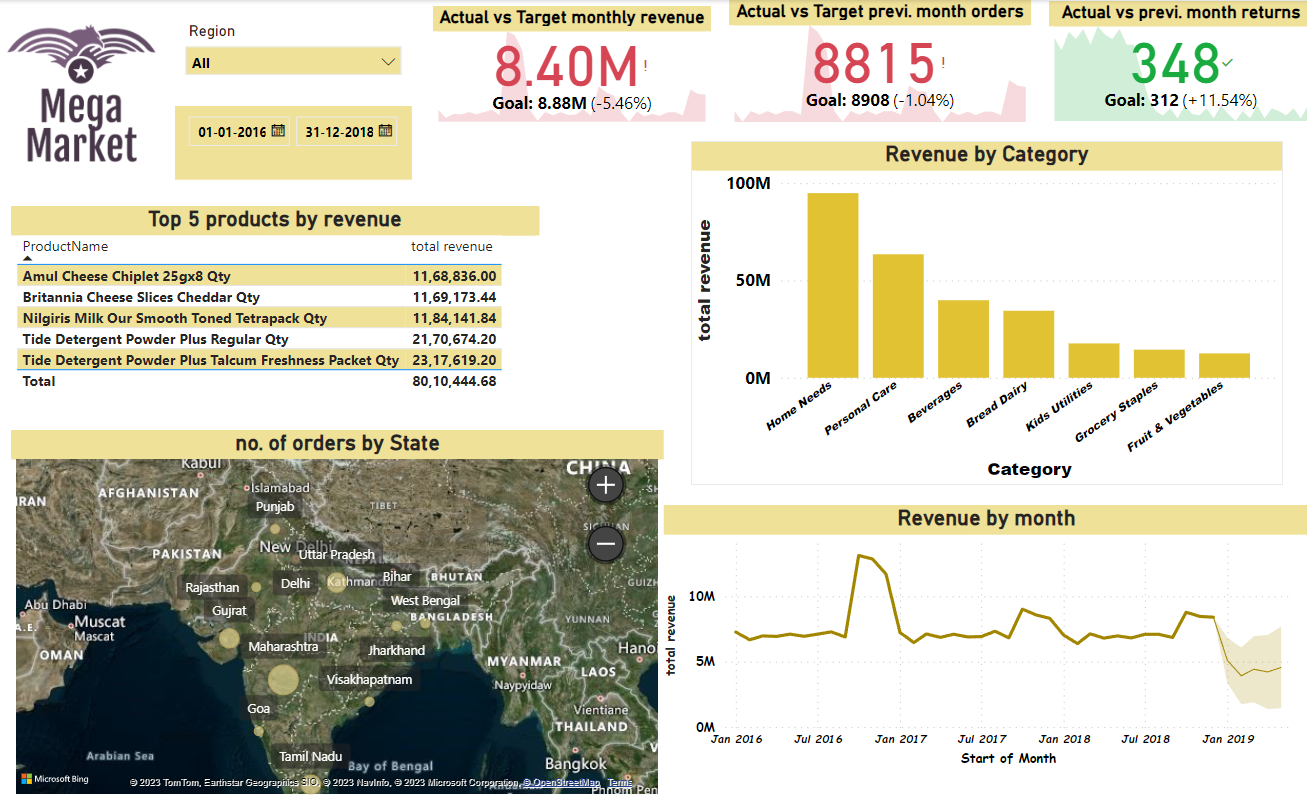 Mega
Market
Region
All
01-01-2016
31-12-2018
Actual vs Target monthly revenue
8.40M!
Goal: 8.88M (-5.46%)
Actual vs Target previ. month orders
8815!
Goal: 8908 (-1.04%)
Actual vs previ. month returns
348
Goal: 312 (+11.54%)
Top 5 products by revenue
ProductName total revenue
Amul Cheese Chiplet 25gx8 Qty 11,68,836.00
Britannia Cheese Slices Cheddar Qty 11,69,173.44
Nilgiris Milk Our Smooth Toned Tetrapack Qty 11,84,141.84
Tide Detergent Powder Plus Regular Qty 21,70,674.20
Tide Detergent Powder Plus Talcum Freshness Packet Qty 23,17,619.20
Total 80,10,444.68
Revenue by Category
total revenue
100M
50M
0M
Home Needs
Personal Care
Beverages
Bread Dairy
Kids Utilities
Grocery Staples
Fruit & Vegetables
Category
no. of orders by State
Kabul
CHINA
AFGHANISTAN
Islamabad
IRAN
Punjab
TIBET
SICHUAN
PAKISTAN
New Delhi
Uttar Pradesh
NEPAL
Rajasthan
Delhi
Kathmandu
Bihar
BHUTAN
GUIZH
Abu Dhabi
Gujrat
West Bengal
BANGLADESH
A.E.
Muscat
Mascat
YUNNAN
INDIA
Maharashtra
Jharkhand
Hano
OMAN
MYANMAR
LAOS
Visakhapatnam
Naypyidaw
Goa
Vientiane
THAILAND
Arabian Sea
Tamil Nadu
Bay of Bengal
Bangkok
Microsoft Bing
© 2023 TomTom, Earthstar Geographics SIO, © 2023 NavInfo, © 2023 Microsoft Corporation, © OpenStreetMap Terms
Phnom Pen
Revenue by month
total revenue
10M
5M
0M
Jan 2016
Jul 2016
Jan 2017
Jul 2017
Jan 2018
Jul 2018
Jan 2019
Start of Month